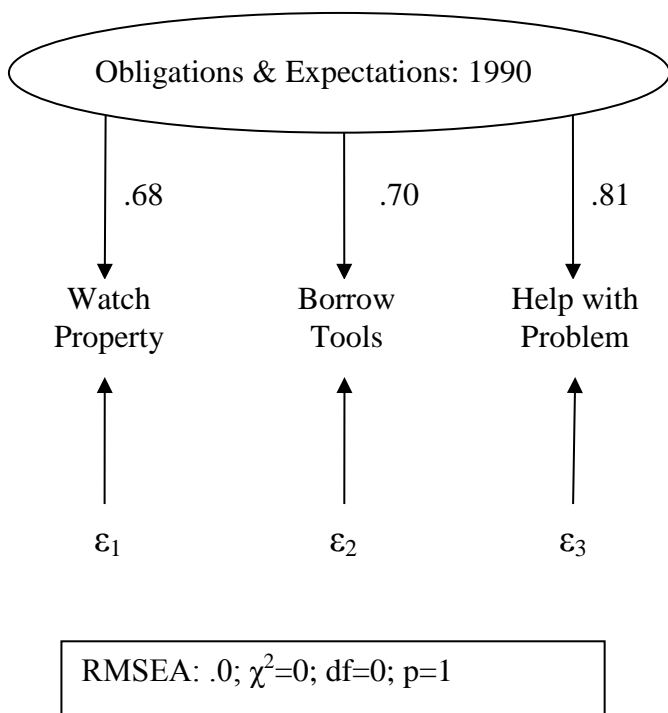 Obligations & Expectations: 1990
.68
.70
.81
Watch
Property
Borrow
Tools
Help with
Problem
ε₁
ε₂
ε₃
RMSEA: .0; χ²=0; df=0; p=1